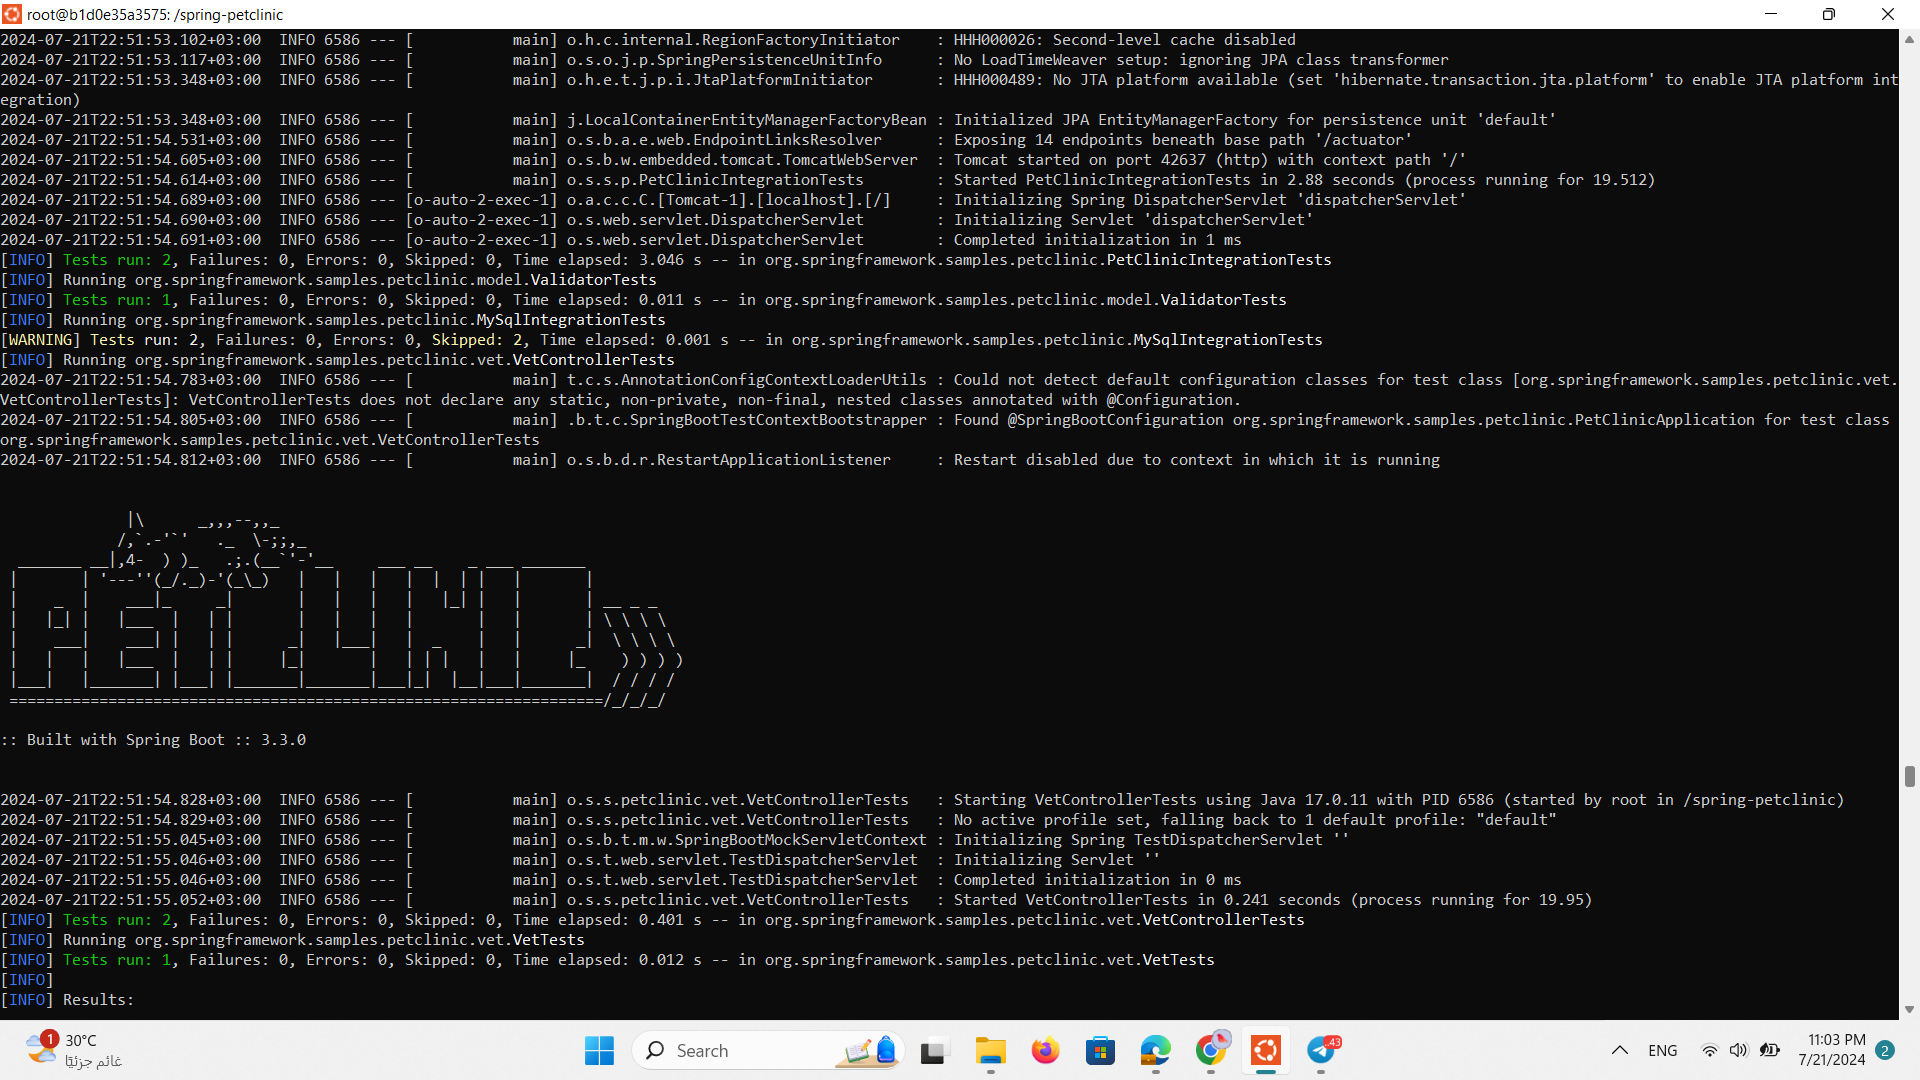 root@b1d0e35a3575: /spring-petclinic
2024-07-21T22:51:53.102+03:00  INFO 6586 --- [           main] o.h.c.internal.RegionFactoryInitiator    : HHH000026: Second-level cache disabled
2024-07-21T22:51:53.117+03:00  INFO 6586 --- [           main] o.s.o.j.p.SpringPersistenceUnitInfo      : No LoadTimeWeaver setup: ignoring JPA class transformer
2024-07-21T22:51:53.348+03:00  INFO 6586 --- [           main] o.h.e.t.j.p.i.JtaPlatformInitiator       : HHH000489: No JTA platform available (set 'hibernate.transaction.jta.platform' to enable JTA platform int
egration)
2024-07-21T22:51:53.348+03:00  INFO 6586 --- [           main] j.LocalContainerEntityManagerFactoryBean : Initialized JPA EntityManagerFactory for persistence unit 'default'
2024-07-21T22:51:54.531+03:00  INFO 6586 --- [           main] o.s.b.a.e.web.EndpointLinksResolver      : Exposing 14 endpoints beneath base path '/actuator'
2024-07-21T22:51:54.605+03:00  INFO 6586 --- [           main] o.s.b.w.embedded.tomcat.TomcatWebServer  : Tomcat started on port 42637 (http) with context path '/'
2024-07-21T22:51:54.614+03:00  INFO 6586 --- [           main] o.s.s.p.PetClinicIntegrationTests        : Started PetClinicIntegrationTests in 2.88 seconds (process running for 19.512)
2024-07-21T22:51:54.689+03:00  INFO 6586 --- [o-auto-2-exec-1] o.a.c.c.C.[Tomcat-1].[localhost].[/]     : Initializing Spring DispatcherServlet 'dispatcherServlet'
2024-07-21T22:51:54.690+03:00  INFO 6586 --- [o-auto-2-exec-1] o.s.web.servlet.DispatcherServlet        : Initializing Servlet 'dispatcherServlet'
2024-07-21T22:51:54.691+03:00  INFO 6586 --- [o-auto-2-exec-1] o.s.web.servlet.DispatcherServlet        : Completed initialization in 1 ms
[INFO] Tests run: 2, Failures: 0, Errors: 0, Skipped: 0, Time elapsed: 3.046 s -- in org.springframework.samples.petclinic.PetClinicIntegrationTests
[INFO] Running org.springframework.samples.petclinic.model.ValidatorTests
[INFO] Tests run: 1, Failures: 0, Errors: 0, Skipped: 0, Time elapsed: 0.011 s -- in org.springframework.samples.petclinic.model.ValidatorTests
[INFO] Running org.springframework.samples.petclinic.MySqlIntegrationTests
[WARNING] Tests run: 2, Failures: 0, Errors: 0, Skipped: 2, Time elapsed: 0.001 s -- in org.springframework.samples.petclinic.MySqlIntegrationTests
[INFO] Running org.springframework.samples.petclinic.vet.VetControllerTests
2024-07-21T22:51:54.783+03:00  INFO 6586 --- [           main] t.c.s.AnnotationConfigContextLoaderUtils : Could not detect default configuration classes for test class [org.springframework.samples.petclinic.vet.
VetControllerTests]: VetControllerTests does not declare any static, non-private, non-final, nested classes annotated with @Configuration.
2024-07-21T22:51:54.805+03:00  INFO 6586 --- [           main] .b.t.c.SpringBootTestContextBootstrapper : Found @SpringBootConfiguration org.springframework.samples.petclinic.PetClinicApplication for test class
org.springframework.samples.petclinic.vet.VetControllerTests
2024-07-21T22:51:54.812+03:00  INFO 6586 --- [           main] o.s.b.d.r.RestartApplicationListener     : Restart disabled due to context in which it is running
PETCLINIC
:: Built with Spring Boot :: 3.3.0
2024-07-21T22:51:54.828+03:00  INFO 6586 --- [           main] o.s.s.petclinic.vet.VetControllerTests   : Starting VetControllerTests using Java 17.0.11 with PID 6586 (started by root in /spring-petclinic)
2024-07-21T22:51:54.829+03:00  INFO 6586 --- [           main] o.s.s.petclinic.vet.VetControllerTests   : No active profile set, falling back to 1 default profile: "default"
2024-07-21T22:51:55.045+03:00  INFO 6586 --- [           main] o.s.b.t.m.w.SpringBootMockServletContext : Initializing Spring TestDispatcherServlet ''
2024-07-21T22:51:55.046+03:00  INFO 6586 --- [           main] o.s.t.web.servlet.TestDispatcherServlet  : Initializing Servlet ''
2024-07-21T22:51:55.046+03:00  INFO 6586 --- [           main] o.s.t.web.servlet.TestDispatcherServlet  : Completed initialization in 0 ms
2024-07-21T22:51:55.052+03:00  INFO 6586 --- [           main] o.s.s.petclinic.vet.VetControllerTests   : Started VetControllerTests in 0.241 seconds (process running for 19.95)
[INFO] Tests run: 2, Failures: 0, Errors: 0, Skipped: 0, Time elapsed: 0.401 s -- in org.springframework.samples.petclinic.vet.VetControllerTests
[INFO] Running org.springframework.samples.petclinic.vet.VetTests
[INFO] Tests run: 1, Failures: 0, Errors: 0, Skipped: 0, Time elapsed: 0.012 s -- in org.springframework.samples.petclinic.vet.VetTests
[INFO]
[INFO] Results:
1
30°C
غائم جزئيًا
Search
43
ENG
11:03 PM
7/21/2024
2